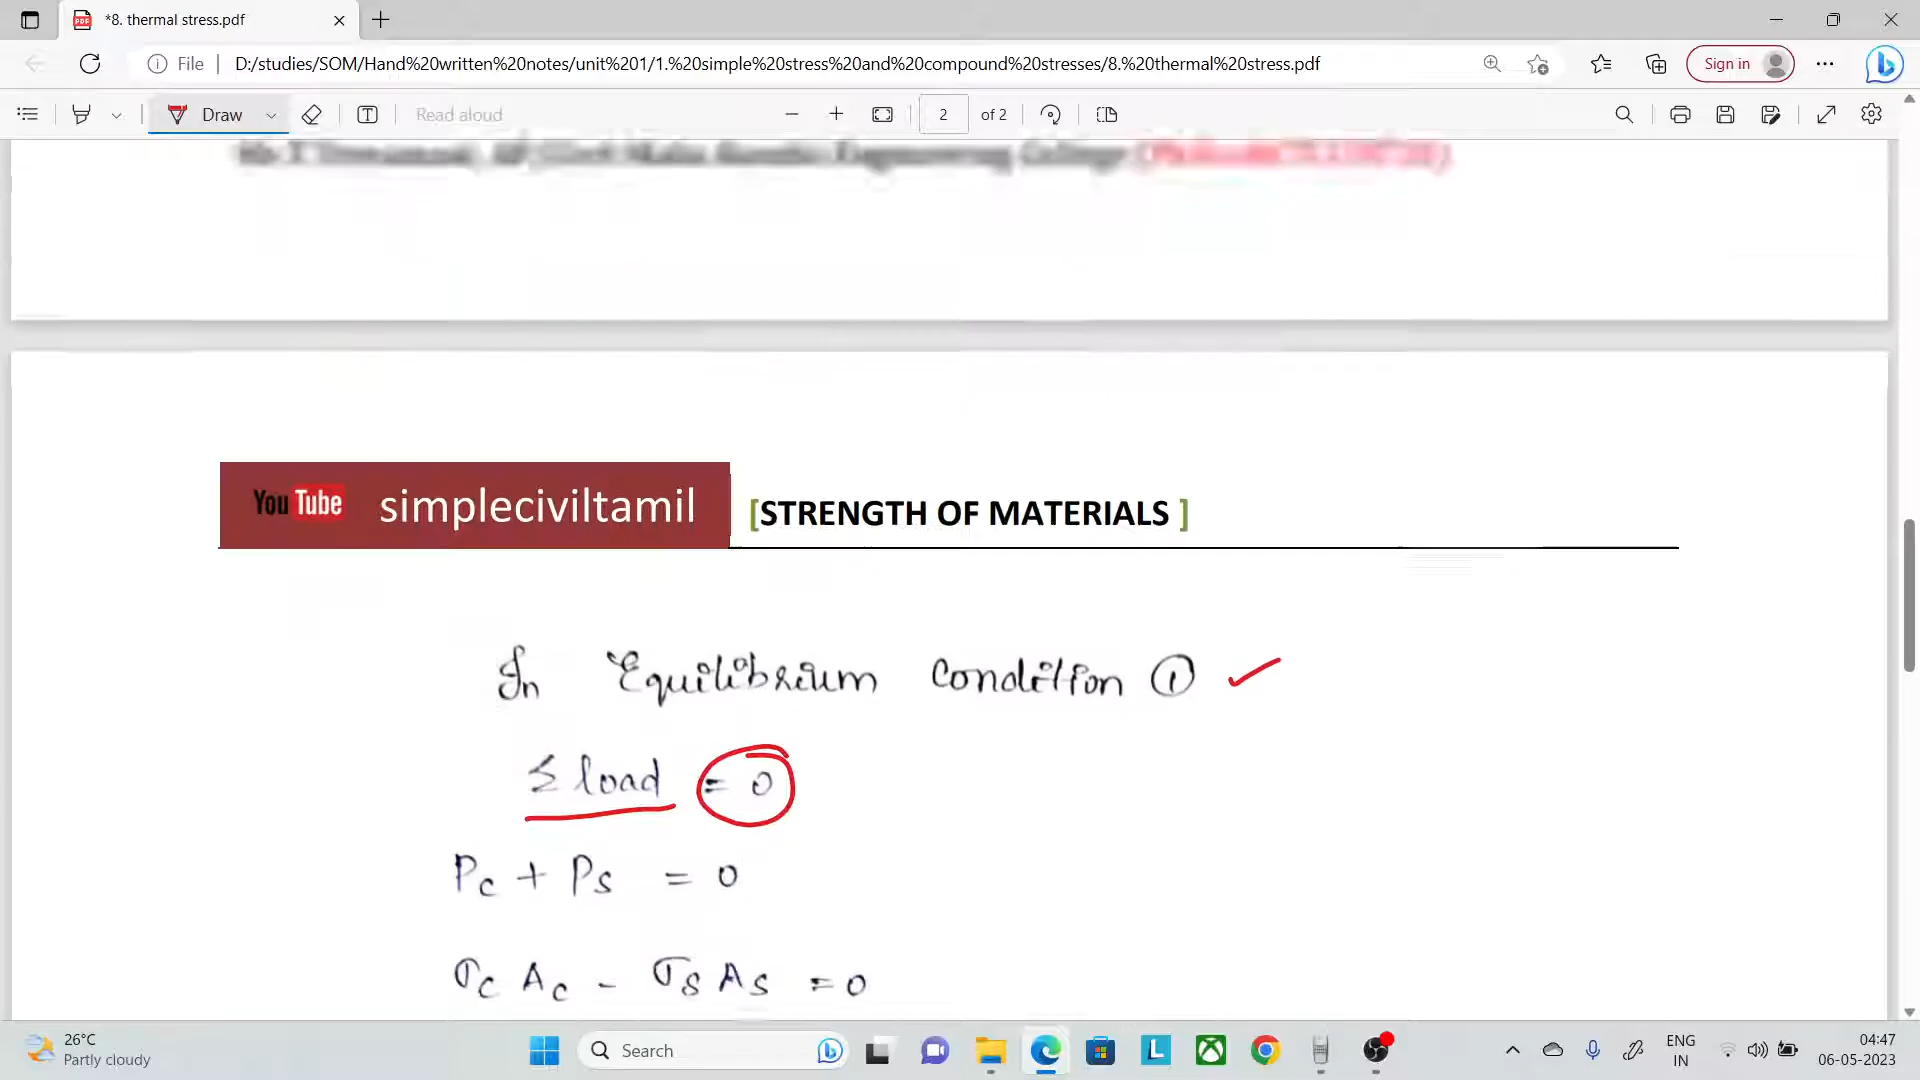 *8. thermal stress.pdf
File
D:/studies/SOM/Hand%20written%20notes/unit%201/1.%20simple%20stress%20and%20compound%20stresses/8.%20thermal%20stress.pdf
Sign in
Draw
Read aloud
2 of 2
Engineering College
YouTube simpleciviltamil [STRENGTH OF MATERIALS ]
In Equilibrium Condition ①
≤ load = 0
Pc + Ps = 0
σc Ac - σs As = 0
26°C
Partly cloudy
Search
ENG
IN
04:47
06-05-2023